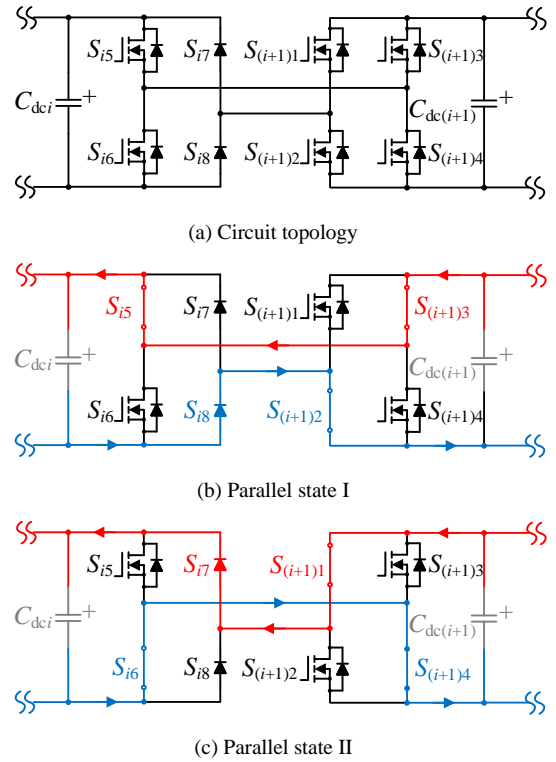 S_{i5} S_{i7} S_{(i+1)1} S_{(i+1)3}
C_{dci} + C_{dc(i+1)} +
S_{i6} S_{i8} S_{(i+1)2} S_{(i+1)4}
(a) Circuit topology
S_{i5} S_{i7} S_{(i+1)1} S_{(i+1)3}
C_{dci} + C_{dc(i+1)} +
S_{i6} S_{i8} S_{(i+1)2} S_{(i+1)4}
(b) Parallel state I
S_{i5} S_{i7} S_{(i+1)1} S_{(i+1)3}
C_{dci} + C_{dc(i+1)} +
S_{i6} S_{i8} S_{(i+1)2} S_{(i+1)4}
(c) Parallel state II